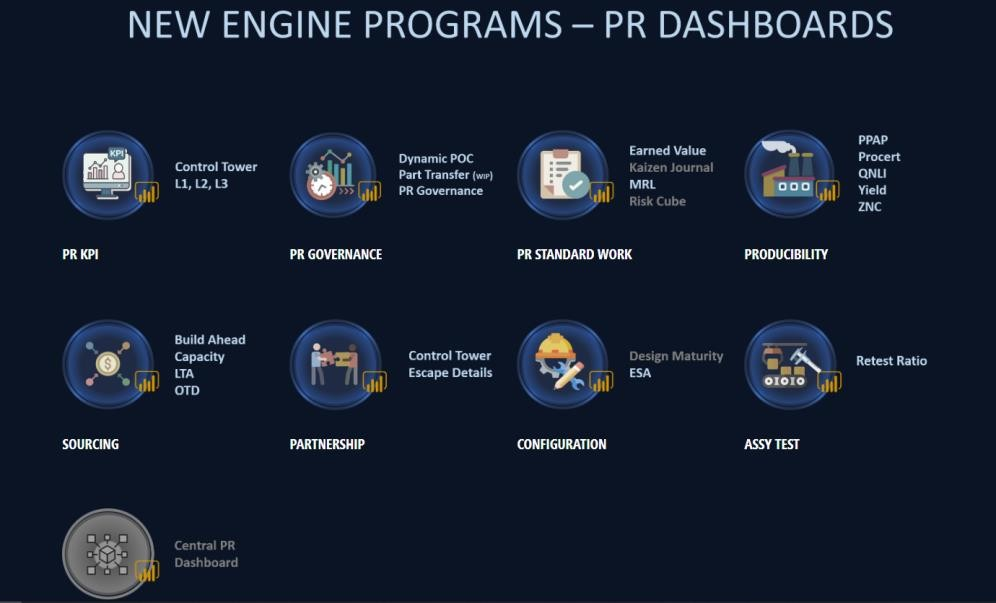 NEW ENGINE PROGRAMS – PR DASHBOARDS
KPI
Control Tower
L1, L2, L3
PR KPI
Dynamic POC
Part Transfer (WIP)
PR Governance
PR GOVERNANCE
Earned Value
Kaizen Journal
MRL
Risk Cube
PR STANDARD WORK
PPAP
Procert
QNLI
Yield
ZNC
PRODUCIBILITY
Build Ahead
Capacity
LTA
OTD
SOURCING
Control Tower
Escape Details
PARTNERSHIP
Design Maturity
ESA
CONFIGURATION
Retest Ratio
ASSY TEST
Central PR
Dashboard